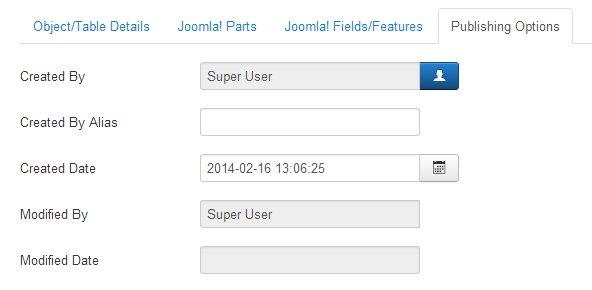 Object/Table Details Joomla! Parts Joomla! Fields/Features Publishing Options
Created By Super User
Created By Alias
Created Date 2014-02-16 13:06:25
Modified By Super User
Modified Date